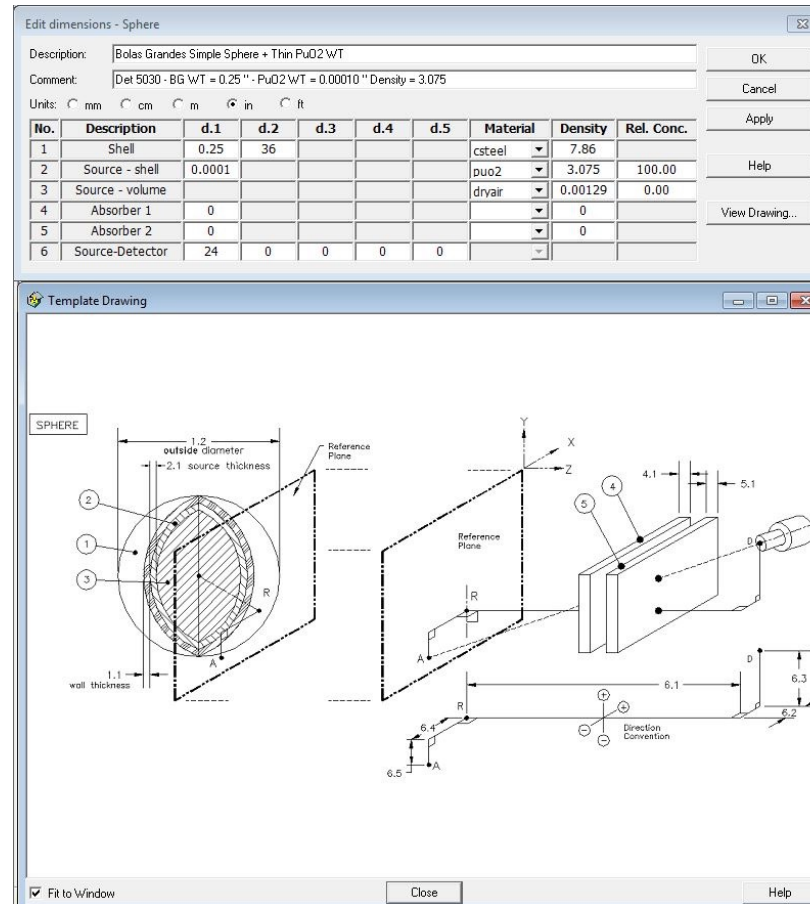 Edit dimensions - Sphere
Description: Bolas Grandes Simple Sphere + Thin PuO2 WT
Comment: Det 5030 - BG WT = 0.25 " - PuO2 WT = 0.00010 " Density = 3.075
Units: mm cm m in ft
OK
Cancel
Apply
Help
View Drawing...
No. Description d.1 d.2 d.3 d.4 d.5 Material Density Rel. Conc.
1 Shell 0.25 36 csteel 7.86
2 Source - shell 0.0001 puo2 3.075 100.00
3 Source - volume dryair 0.00129 0.00
4 Absorber 1 0 0
5 Absorber 2 0 0
6 Source-Detector 24 0 0 0 0
Template Drawing
SPHERE
1.2
outside diameter
2.1 source thickness
Reference
Plane
2
1
3
R
A
1.1
wall thickness
Y
X
Z
Reference
Plane
4.1
5.1
4
5
D
R
A
D
6.1
6.3
6.2
R
6.4
6.5
A
Direction
Convention
Fit to Window
Close
Help